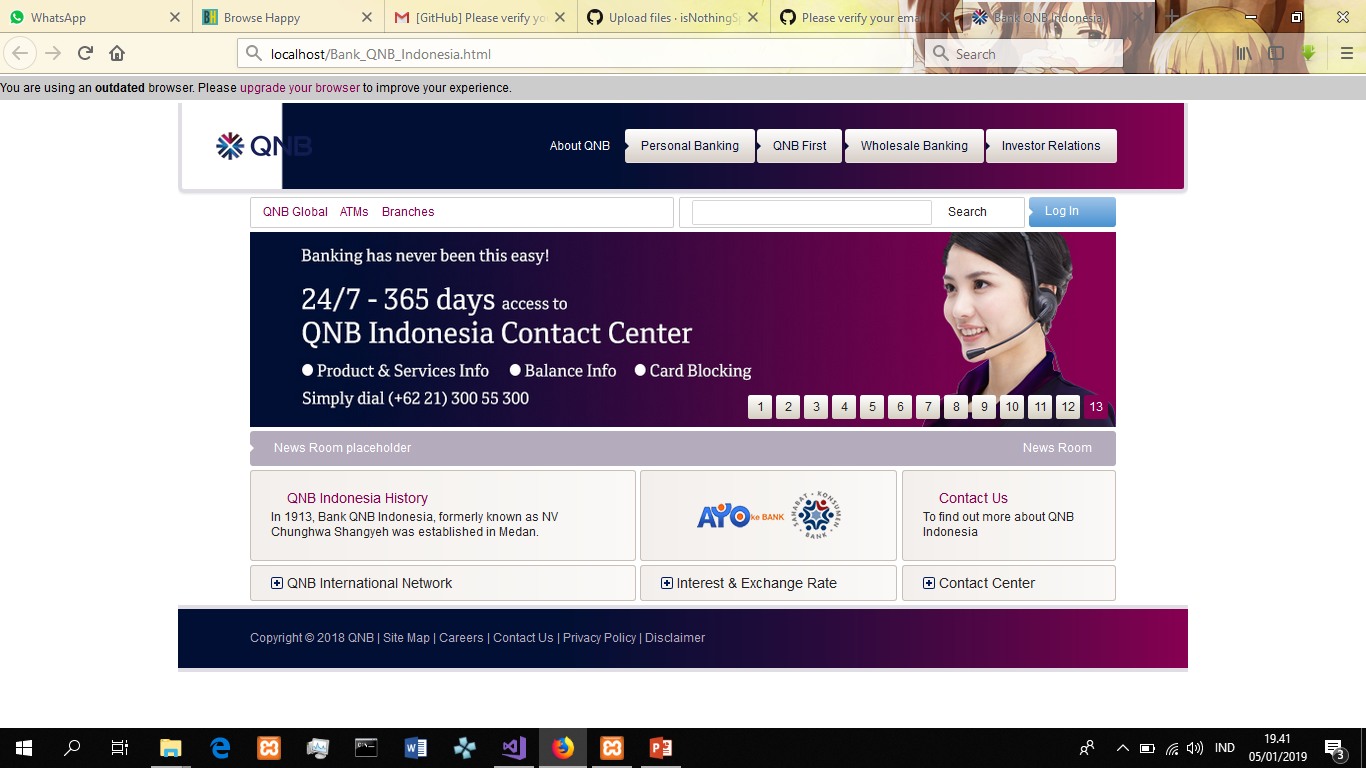 WhatsApp
Browse Happy
[GitHub] Please verify yo
Upload files · isNothingSp
Please verify your emai
Bank QNB Indonesia
localhost/Bank_QNB_Indonesia.html
Search
You are using an outdated browser. Please upgrade your browser to improve your experience.
QNB
About QNB
Personal Banking
QNB First
Wholesale Banking
Investor Relations
QNB Global ATMs Branches
Search
Log In
Banking has never been this easy!
24/7 - 365 days access to
QNB Indonesia Contact Center
Product & Services Info Balance Info Card Blocking
Simply dial (+62 21) 300 55 300
1 2 3 4 5 6 7 8 9 10 11 12 13
News Room placeholder
News Room
QNB Indonesia History
In 1913, Bank QNB Indonesia, formerly known as NV
Chunghwa Shangyeh was established in Medan.
AYO ke BANK
SAHABAT • KONSUMEN
BANK
Contact Us
To find out more about QNB
Indonesia
QNB International Network
Interest & Exchange Rate
Contact Center
Copyright © 2018 QNB | Site Map | Careers | Contact Us | Privacy Policy | Disclaimer
IND
19.41
05/01/2019
3